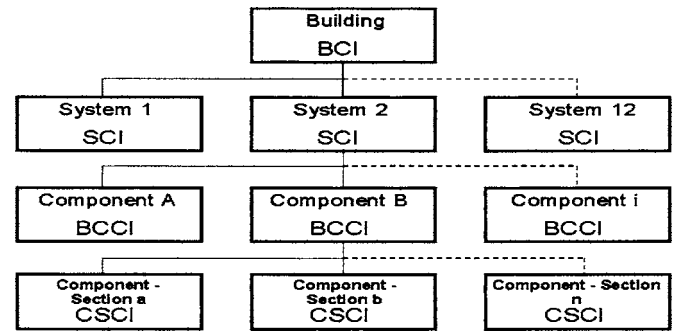 Building
BCI
System 1
SCI
System 2
SCI
System 12
SCI
Component A
BCCI
Component B
BCCI
Component i
BCCI
Component -
Section a
CSCI
Component -
Section b
CSCI
Component - Section
n
CSCI